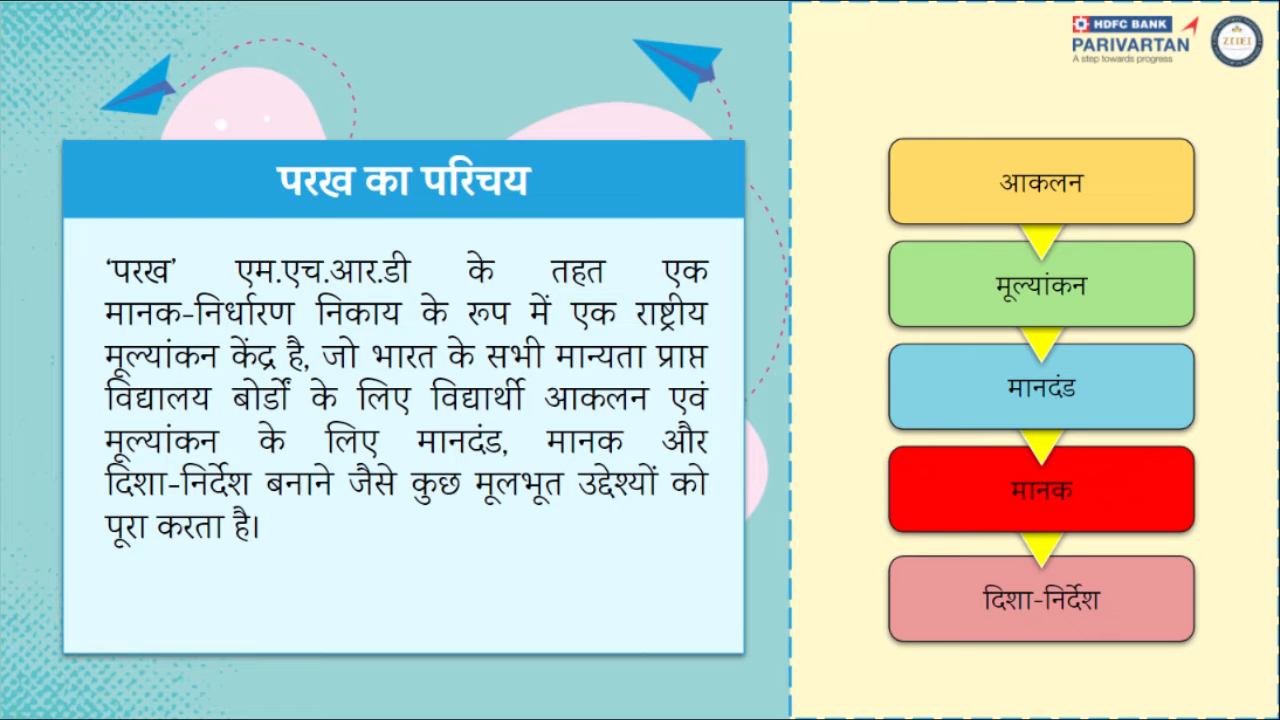 HDFC BANK
PARIVARTAN
A step towards progress
ZIIEI
परख का परिचय
‘परख’ एम.एच.आर.डी के तहत एक
मानक-निर्धारण निकाय के रूप में एक राष्ट्रीय
मूल्यांकन केंद्र है, जो भारत के सभी मान्यता प्राप्त
विद्यालय बोर्डों के लिए विद्यार्थी आकलन एवं
मूल्यांकन के लिए मानदंड, मानक और
दिशा-निर्देश बनाने जैसे कुछ मूलभूत उद्देश्यों को
पूरा करता है।
आकलन
मूल्यांकन
मानदंड
मानक
दिशा-निर्देश